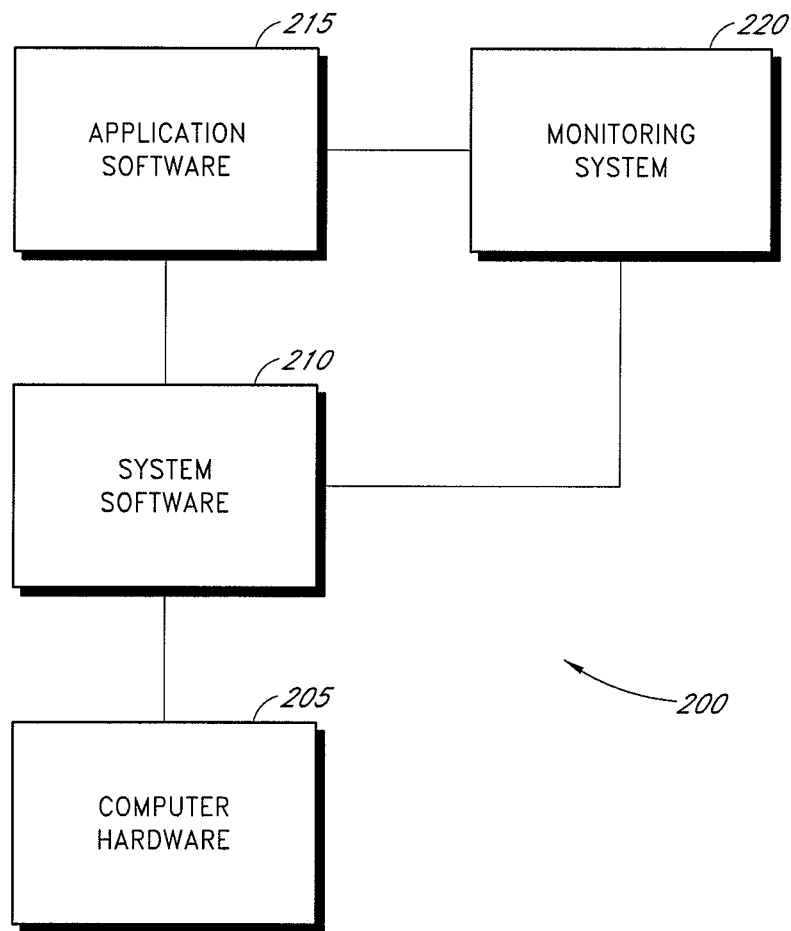 215
220
APPLICATION
SOFTWARE
MONITORING
SYSTEM
210
SYSTEM
SOFTWARE
205
200
COMPUTER
HARDWARE